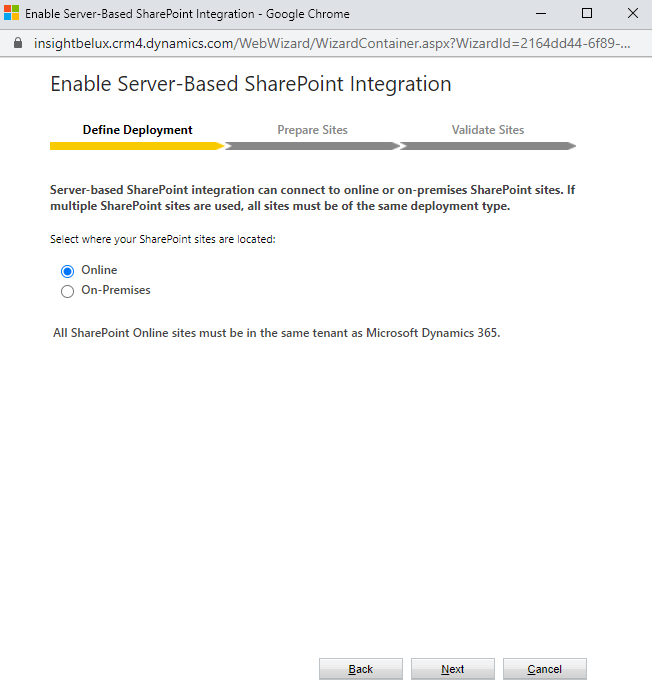 Enable Server-Based SharePoint Integration - Google Chrome
insightbelux.crm4.dynamics.com/WebWizard/WizardContainer.aspx?WizardId=2164dd44-6f89-...
Enable Server-Based SharePoint Integration
Define Deployment Prepare Sites Validate Sites
Server-based SharePoint integration can connect to online or on-premises SharePoint sites. If
multiple SharePoint sites are used, all sites must be of the same deployment type.
Select where your SharePoint sites are located:
Online
On-Premises
All SharePoint Online sites must be in the same tenant as Microsoft Dynamics 365.
Back Next Cancel